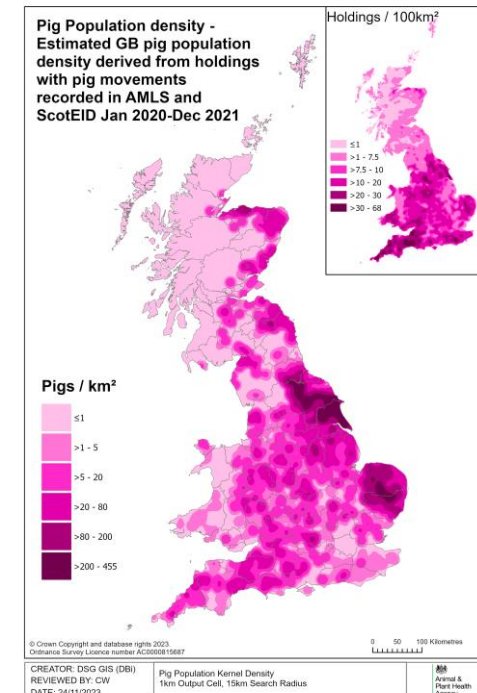 Pig Population density -
Estimated GB pig population
density derived from holdings
with pig movements
recorded in AMLS and
ScotEID Jan 2020-Dec 2021
Holdings / 100km²
≤1
>1 - 7.5
>7.5 - 10
>10 - 20
>20 - 30
>30 - 68
Pigs / km²
≤1
>1 - 5
>5 - 20
>20 - 80
>80 - 200
>200 - 455
© Crown Copyright and database rights 2023.
Ordnance Survey Licence number AC0000815687
0 50 100 Kilometres
CREATOR: DSG GIS (DBi)
REVIEWED BY: CW
DATE: 24/11/2023
Pig Population Kernel Density
1km Output Cell, 15km Search Radius
Animal &
Plant Health
Agency